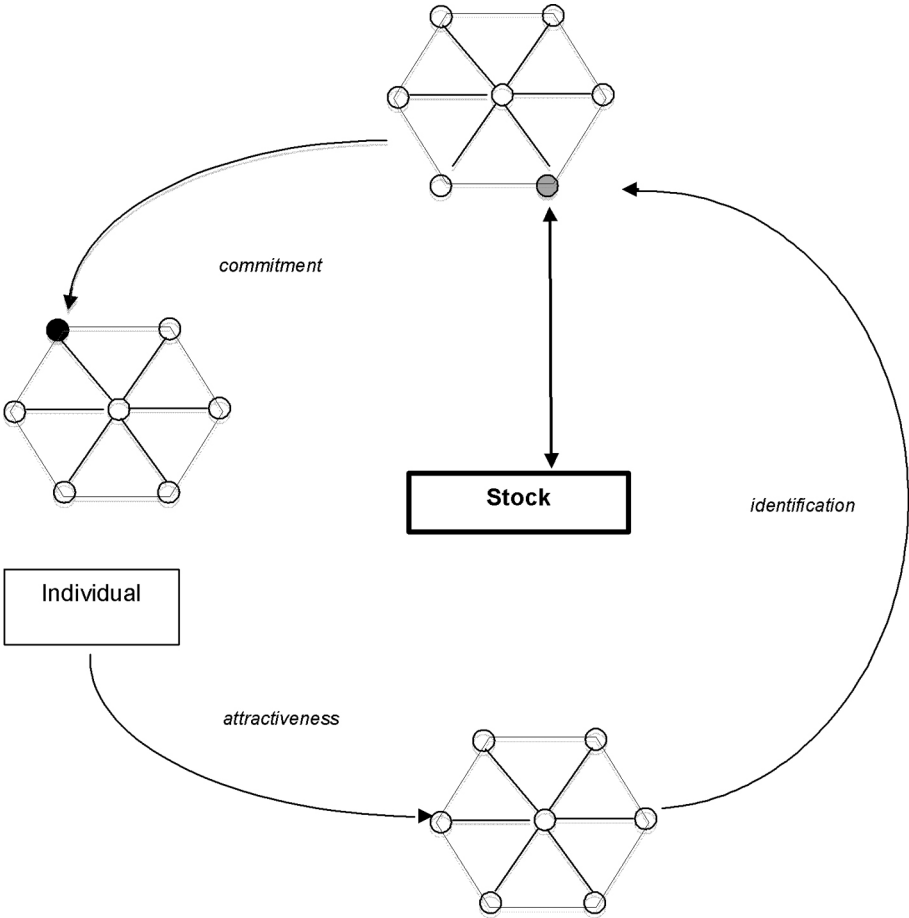 commitment
Stock
identification
Individual
attractiveness